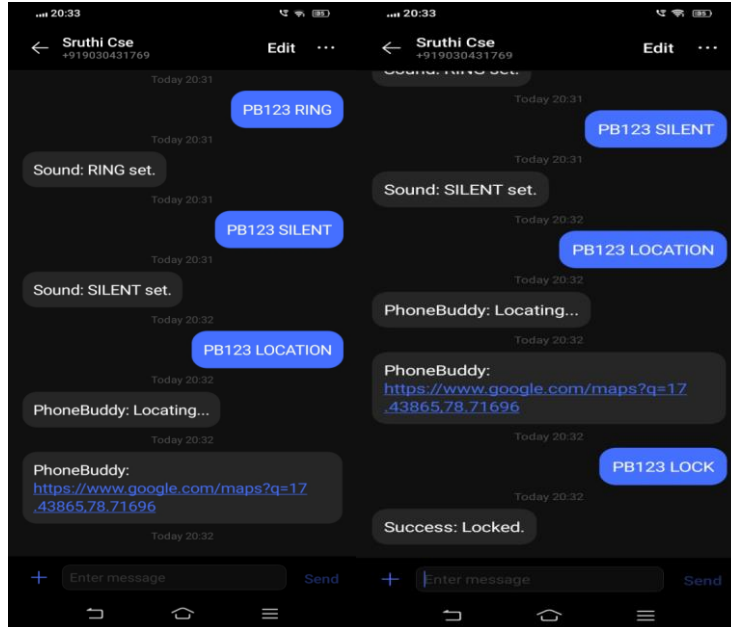 20:33
Sruthi Cse
+919030431769
Edit
Today 20:31
PB123 RING
Today 20:31
Sound: RING set.
Today 20:31
PB123 SILENT
Today 20:31
Sound: SILENT set.
Today 20:32
PB123 LOCATION
Today 20:32
PhoneBuddy: Locating...
Today 20:32
PhoneBuddy:
https://www.google.com/maps?q=17
.43865,78.71696
Today 20:32
Enter message
Send
20:33
Sruthi Cse
+919030431769
Edit
Sound: RING set.
Today 20:31
PB123 SILENT
Today 20:31
Sound: SILENT set.
Today 20:32
PB123 LOCATION
Today 20:32
PhoneBuddy: Locating...
Today 20:32
PhoneBuddy:
https://www.google.com/maps?q=17
.43865,78.71696
Today 20:32
PB123 LOCK
Today 20:32
Success: Locked.
Enter message
Send